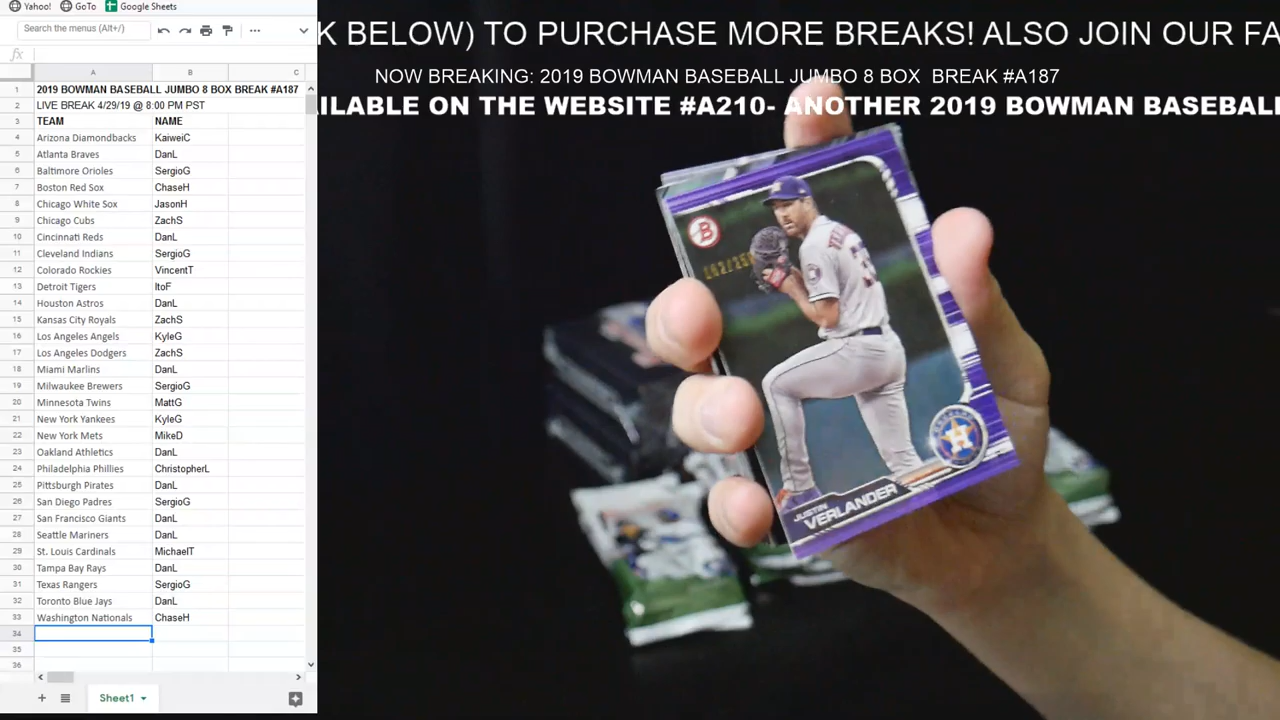 Yahoo!
GoTo
Google Sheets
Search the menus (Alt+/)
fx
A B C
1 2019 BOWMAN BASEBALL JUMBO 8 BOX BREAK #A187
2 LIVE BREAK 4/29/19 @ 8:00 PM PST
3 TEAM NAME
4 Arizona Diamondbacks KaiweiC
5 Atlanta Braves DanL
6 Baltimore Orioles SergioG
7 Boston Red Sox ChaseH
8 Chicago White Sox JasonH
9 Chicago Cubs ZachS
10 Cincinnati Reds DanL
11 Cleveland Indians SergioG
12 Colorado Rockies VincentT
13 Detroit Tigers ItoF
14 Houston Astros DanL
15 Kansas City Royals ZachS
16 Los Angeles Angels KyleG
17 Los Angeles Dodgers ZachS
18 Miami Marlins DanL
19 Milwaukee Brewers SergioG
20 Minnesota Twins MattG
21 New York Yankees KyleG
22 New York Mets MikeD
23 Oakland Athletics DanL
24 Philadelphia Phillies ChristopherL
25 Pittsburgh Pirates DanL
26 San Diego Padres SergioG
27 San Francisco Giants DanL
28 Seattle Mariners DanL
29 St. Louis Cardinals MichaelT
30 Tampa Bay Rays DanL
31 Texas Rangers SergioG
32 Toronto Blue Jays DanL
33 Washington Nationals ChaseH
34
35
36
Sheet1
K BELOW) TO PURCHASE MORE BREAKS! ALSO JOIN OUR FA
NOW BREAKING: 2019 BOWMAN BASEBALL JUMBO 8 BOX BREAK #A187
ILABLE ON THE WEBSITE #A210- ANOTHER 2019 BOWMAN BASEBALL
B
H
JUSTIN
VERLANDER